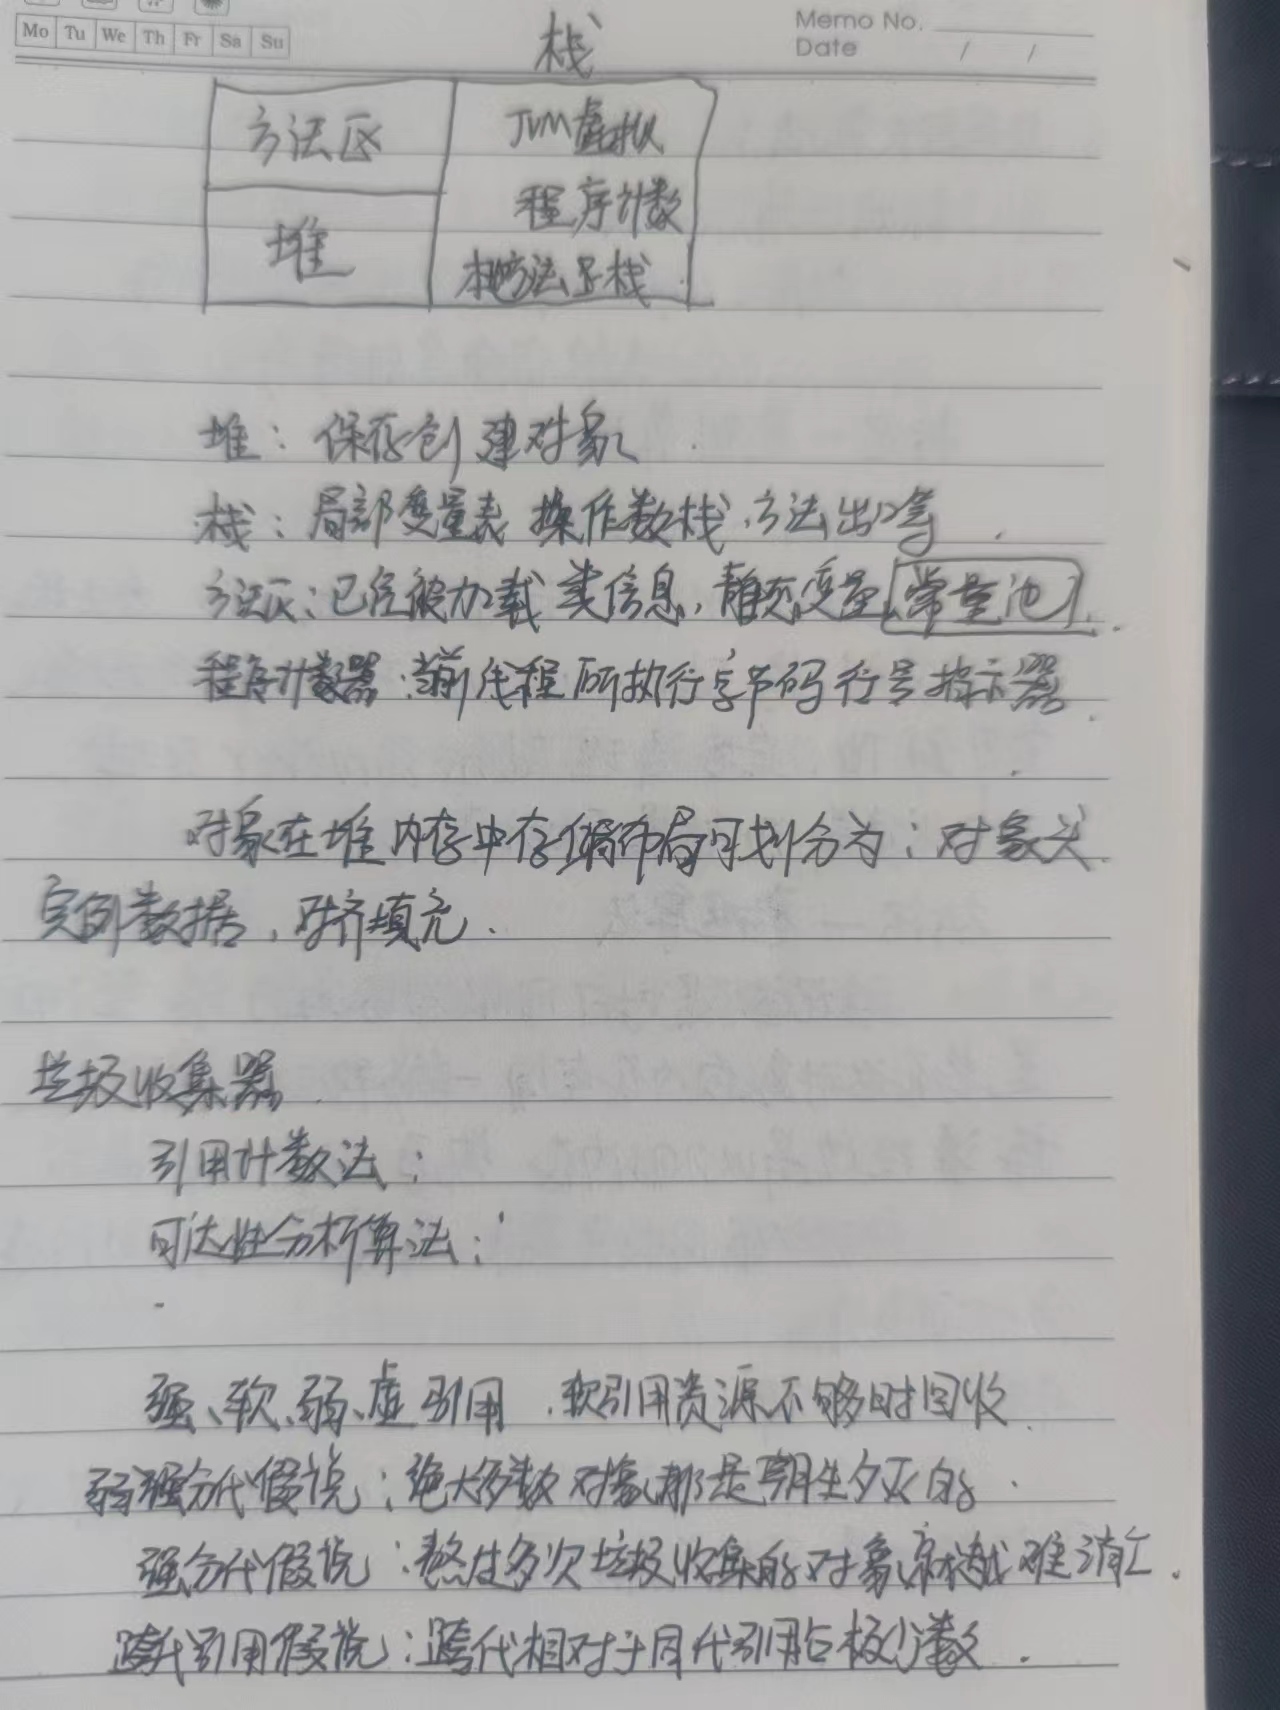 Mo Tu We Th Fr Sa Su
Memo No.
Date / /
栈
方法区
堆
JVM虚拟
程序计数
本地方法 栈
堆：保存创建对象
栈：局部变量表 操作数栈、方法出口等
方法区：已经被加载类信息，静态变量，常量池
程序计数器：当前线程所执行字节码行号指示器
对象在堆内存中存储布局可划分为：对象头
实例数据，对齐填充．
垃圾收集器
引用计数法：
可达性分析算法：
强、软、弱、虚引用．软引用资源不够时回收
弱 分代假说：绝大多数对象都是朝生夕灭的．
强分代假说：熬过多次垃圾收集的对象就越难消亡．
跨代引用假说：跨代相对于同代引用占极少数．